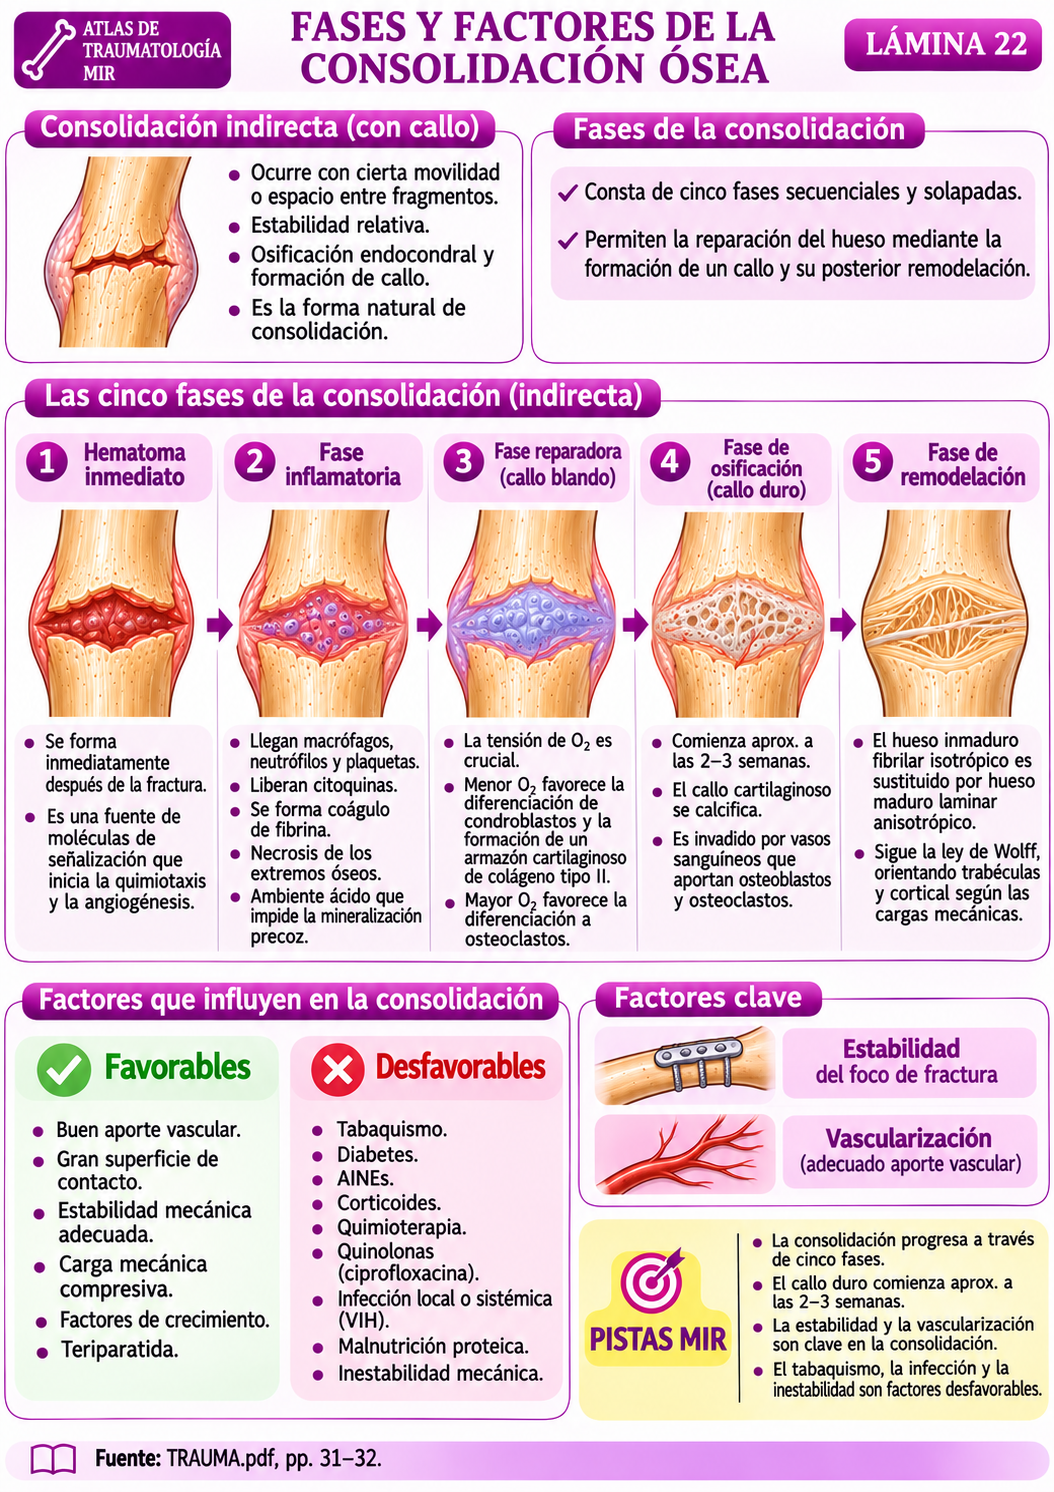 ATLAS DE
TRAUMATOLOGÍA
MIR
FASES Y FACTORES DE LA
CONSOLIDACIÓN ÓSEA
LÁMINA 22
Consolidación indirecta (con callo)
• Ocurre con cierta movilidad
o espacio entre fragmentos.
• Estabilidad relativa.
• Osificación endocondral y
formación de callo.
• Es la forma natural de
consolidación.
Fases de la consolidación
✓ Consta de cinco fases secuenciales y solapadas.
✓ Permiten la reparación del hueso mediante la
formación de un callo y su posterior remodelación.
Las cinco fases de la consolidación (indirecta)
1 Hematoma
inmediato
• Se forma
inmediatamente
después de la fractura.
• Es una fuente de
moléculas de
señalización que
inicia la quimiotaxis
y la angiogénesis.
2 Fase
inflamatoria
• Llegan macrófagos,
neutrófilos y plaquetas.
• Liberan citoquinas.
• Se forma coágulo
de fibrina.
• Necrosis de los
extremos óseos.
• Ambiente ácido que
impide la mineralización
precoz.
3 Fase reparadora
(callo blando)
• La tensión de O₂ es
crucial.
• Menor O₂ favorece la
diferenciación de
condroblastos y la
formación de un
armazón cartilaginoso
de colágeno tipo II.
• Mayor O₂ favorece la
diferenciación a
osteoclastos.
4 Fase de
osificación
(callo duro)
• Comienza aprox. a
las 2–3 semanas.
• El callo cartilaginoso
se calcifica.
• Es invadido por vasos
sanguíneos que
aportan osteoblastos
y osteoclastos.
5 Fase de
remodelación
• El hueso inmaduro
fibrilar isotrópico es
sustituido por hueso
maduro laminar
anisotrópico.
• Sigue la ley de Wolff,
orientando trabéculas
y cortical según las
cargas mecánicas.
Factores que influyen en la consolidación
Favorables
• Buen aporte vascular.
• Gran superficie de
contacto.
• Estabilidad mecánica
adecuada.
• Carga mecánica
compresiva.
• Factores de crecimiento.
• Teriparatida.
Desfavorables
• Tabaquismo.
• Diabetes.
• AINEs.
• Corticoides.
• Quimioterapia.
• Quinolonas
(ciprofloxacina).
• Infección local o sistémica
(VIH).
• Malnutrición proteica.
• Inestabilidad mecánica.
Factores clave
Estabilidad
del foco de fractura
Vascularización
(adecuado aporte vascular)
PISTAS MIR
• La consolidación progresa a través
de cinco fases.
• El callo duro comienza aprox. a
las 2–3 semanas.
• La estabilidad y la vascularización
son clave en la consolidación.
• El tabaquismo, la infección y la
inestabilidad son factores desfavorables.
Fuente: TRAUMA.pdf, pp. 31–32.